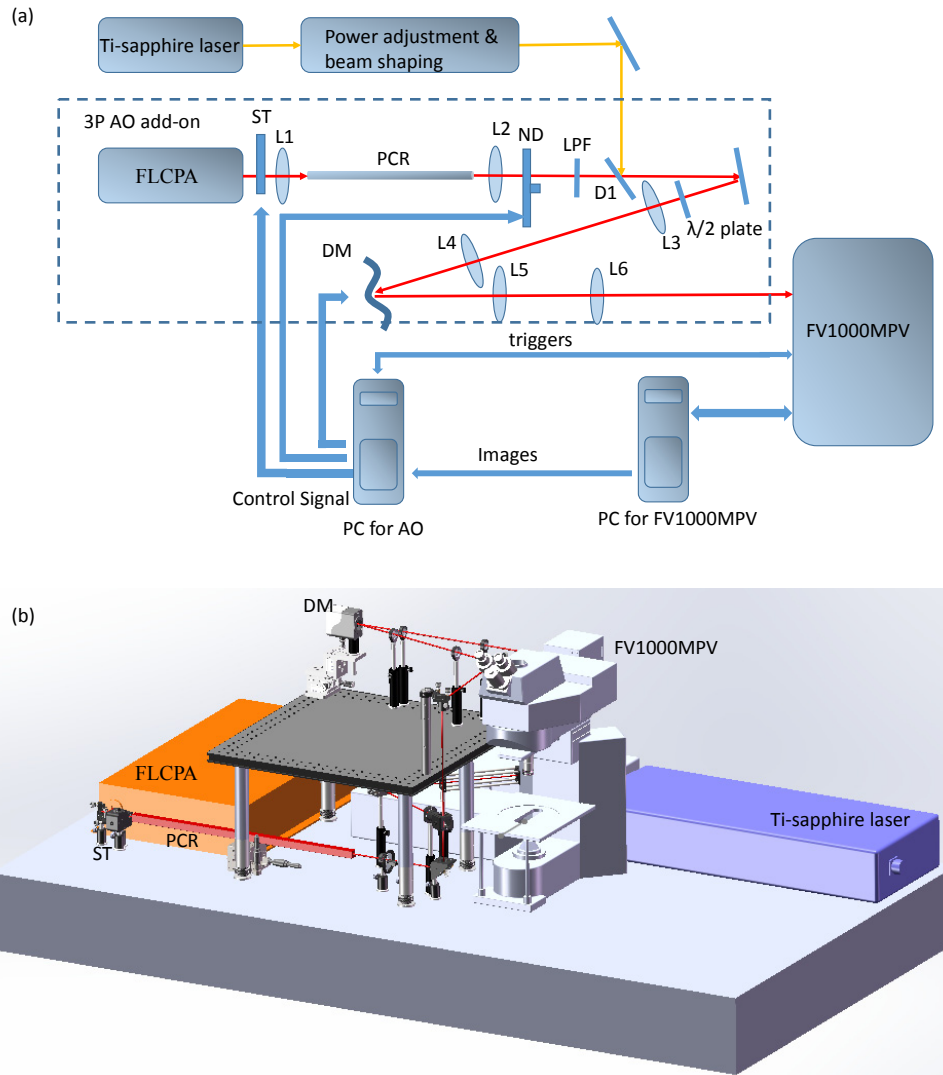 (a)
Ti-sapphire laser
Power adjustment &
beam shaping
3P AO add-on
ST
L1
PCR
L2
ND
LPF
D1
FLCPA
L3
λ/2 plate
L4
DM
L5
L6
FV1000MPV
triggers
Images
Control Signal
PC for AO
PC for FV1000MPV
(b)
DM
FV1000MPV
FLCPA
Ti-sapphire laser
PCR
ST